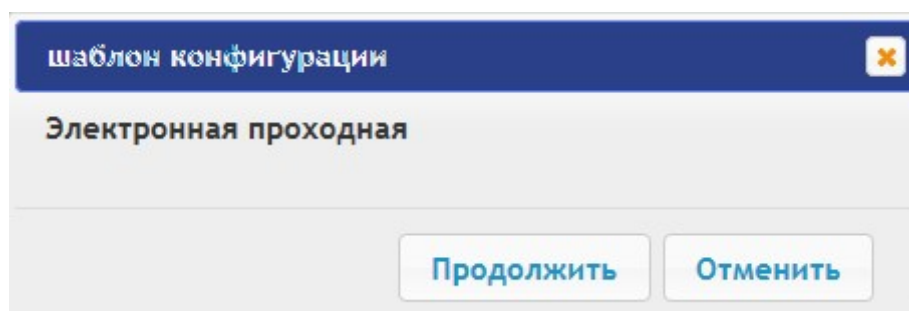 шаблон конфигурации
Электронная проходная
Продолжить Отменить